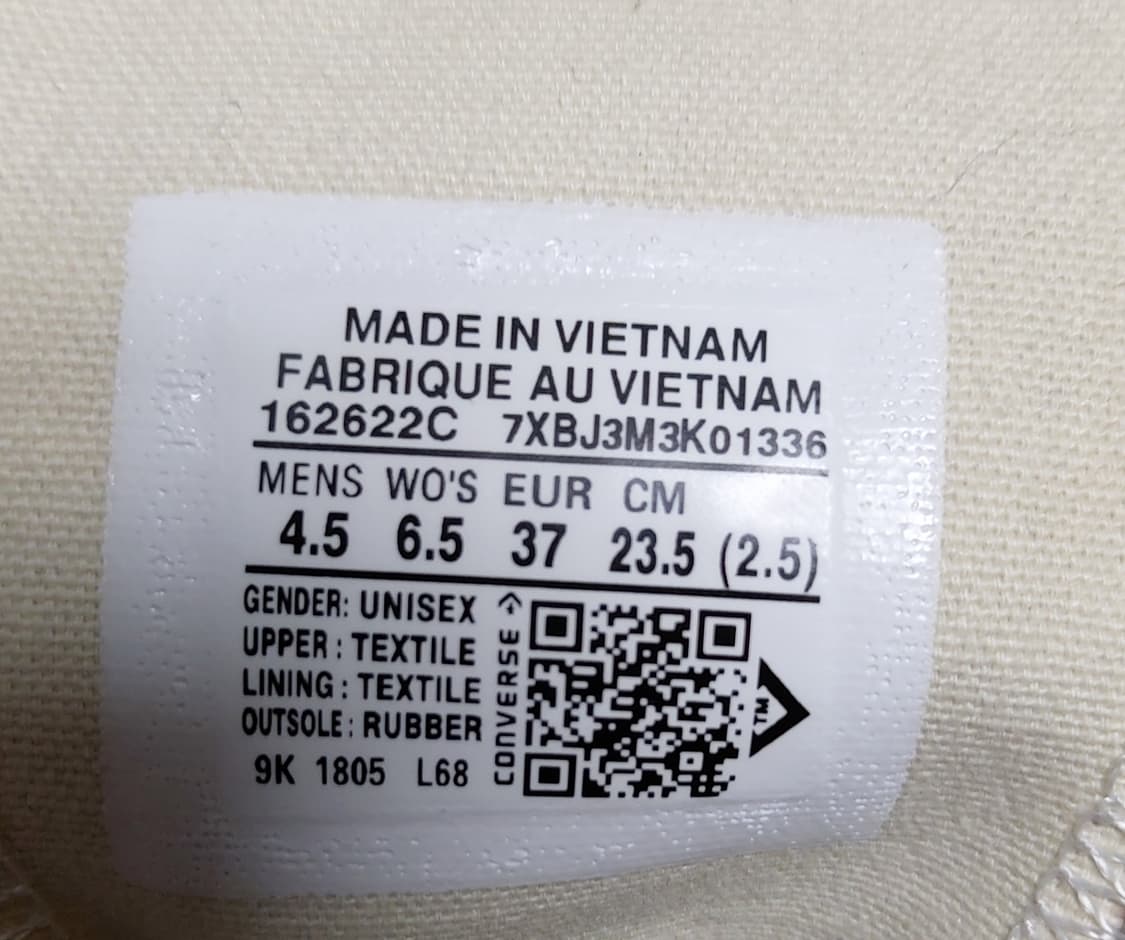 MADE IN VIETNAM
FABRIQUE AU VIETNAM
162622C 7XBJ3M3K01336
MENS WO'S EUR CM
4.5 6.5 37 23.5 (2.5)
GENDER: UNISEX
UPPER : TEXTILE
LINING : TEXTILE
OUTSOLE : RUBBER
9K 1805 L68
CONVERSE
TM